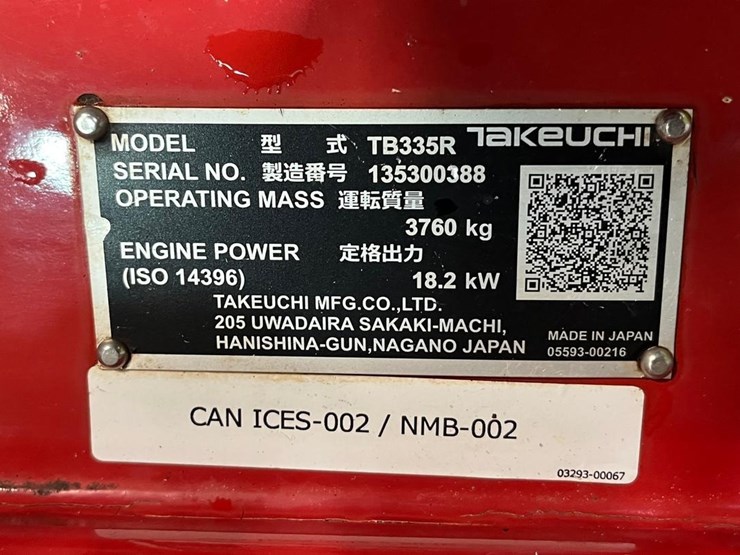 MODEL 型 式 TB335R TAKEUCHI
SERIAL NO. 製造番号 135300388
OPERATING MASS 運転質量
3760 kg
ENGINE POWER 定格出力
(ISO 14396) 18.2 kW
TAKEUCHI MFG.CO.,LTD.
205 UWADAIRA SAKAKI-MACHI,
HANISHINA-GUN,NAGANO JAPAN
MADE IN JAPAN
05593-00216
CAN ICES-002 / NMB-002
03293-00067